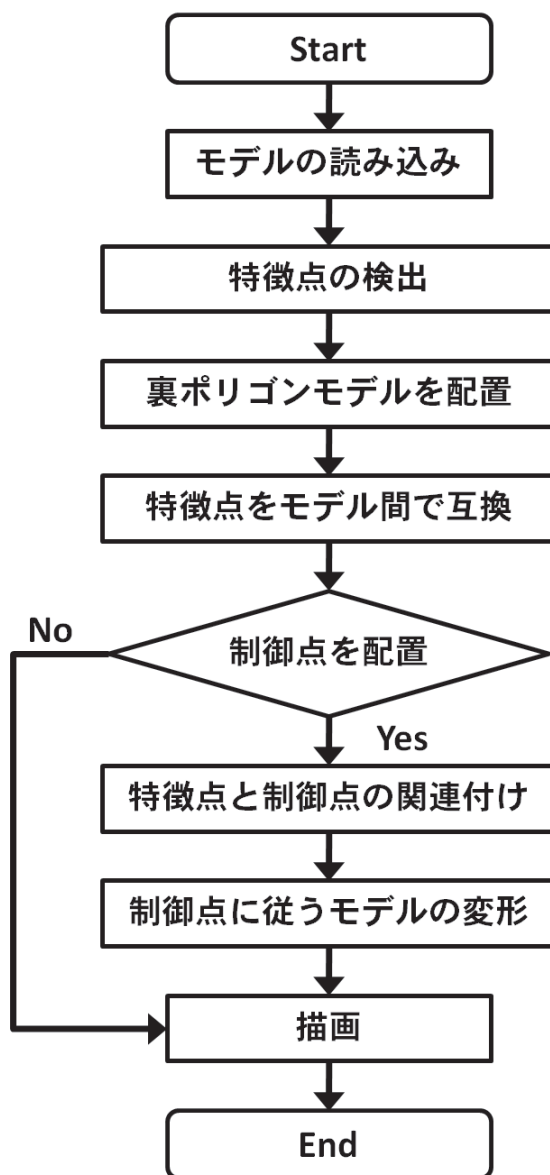 Start
モデルの読み込み
特徴点の検出
裏ポリゴンモデルを配置
特徴点をモデル間で互換
制御点を配置
No
Yes
特徴点と制御点の関連付け
制御点に従うモデルの変形
描画
End